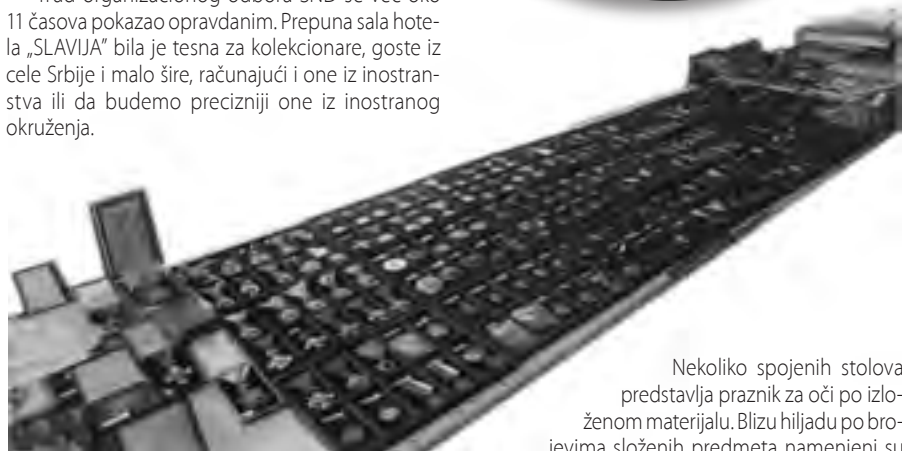 Trud organizacionog odbora SND se već oko
11 časova pokazao opravdanim. Prepuna sala hote-
la „SLAVIJA” bila je tesna za kolekcionare, goste iz
cele Srbije i malo šire, računajući i one iz inostran-
stva ili da budemo precizniji one iz inostranog
okruženja.
Nekoliko spojenih stolova
predstavlja praznik za oči po izlo-
ženom materijalu. Blizu hiljadu po bro-
jevima složenih predmeta namenjeni su